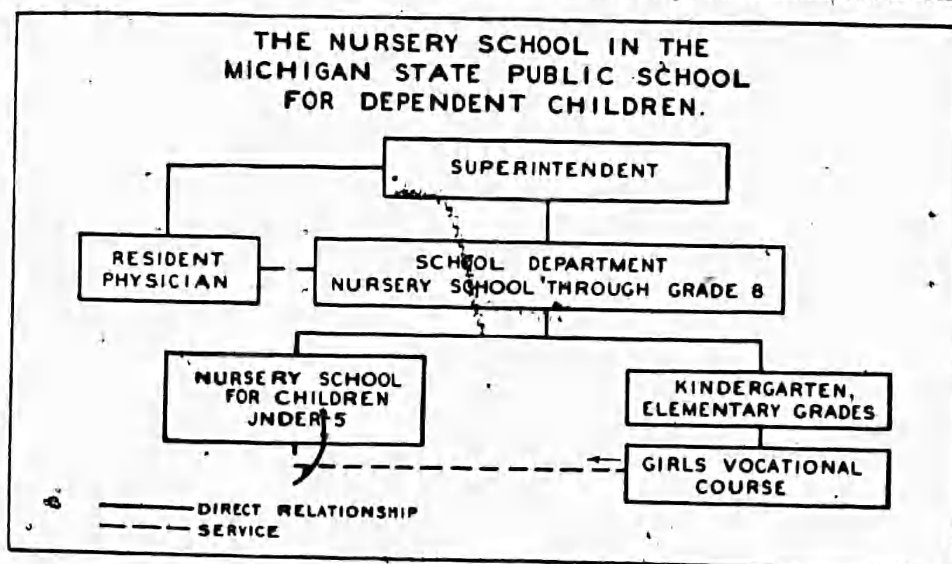 THE NURSERY SCHOOL IN THE
MICHIGAN STATE PUBLIC SCHOOL
FOR DEPENDENT CHILDREN.
SUPERINTENDENT
RESIDENT
PHYSICIAN
SCHOOL DEPARTMENT
NURSERY SCHOOL THROUGH GRADE 8
NURSERY SCHOOL
FOR CHILDREN
UNDER 5
KINDERGARTEN,
ELEMENTARY GRADES
GIRLS VOCATIONAL
COURSE
DIRECT RELATIONSHIP
SERVICE